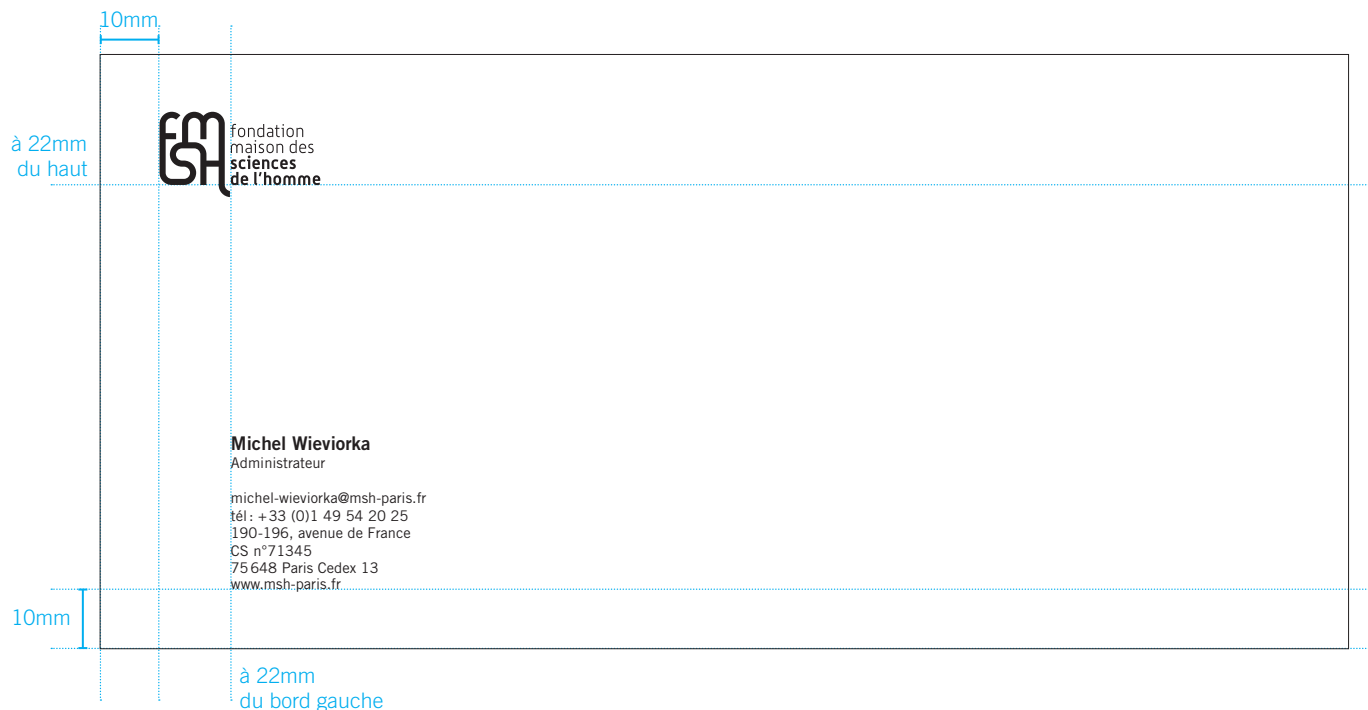 10mm
à 22mm
du haut
fmsh
fondation
maison des
sciences
de l'homme
Michel Wieviorka
Administrateur
michel-wieviorka@msh-paris.fr
tél : +33 (0)1 49 54 20 25
190-196, avenue de France
CS n°71345
75 648 Paris Cedex 13
www.msh-paris.fr
10mm
à 22mm
du bord gauche